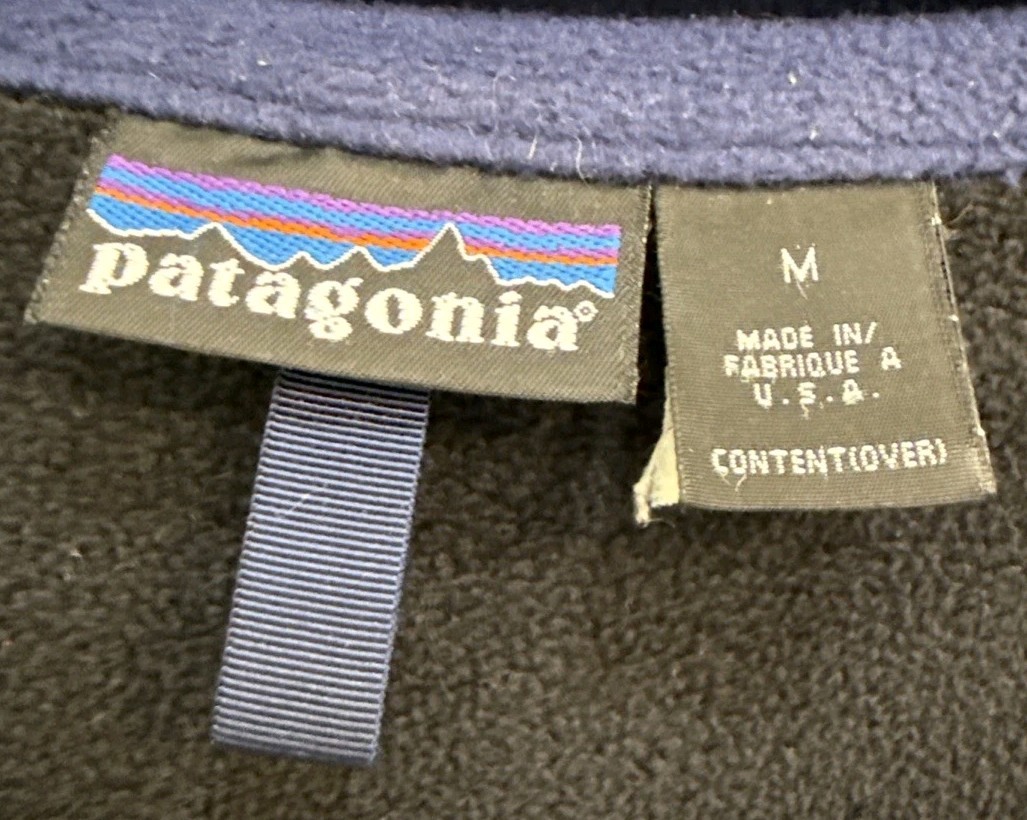 patagonia®
M
MADE IN/
FABRIQUE A
U.S.A.
CONTENT(OVER)